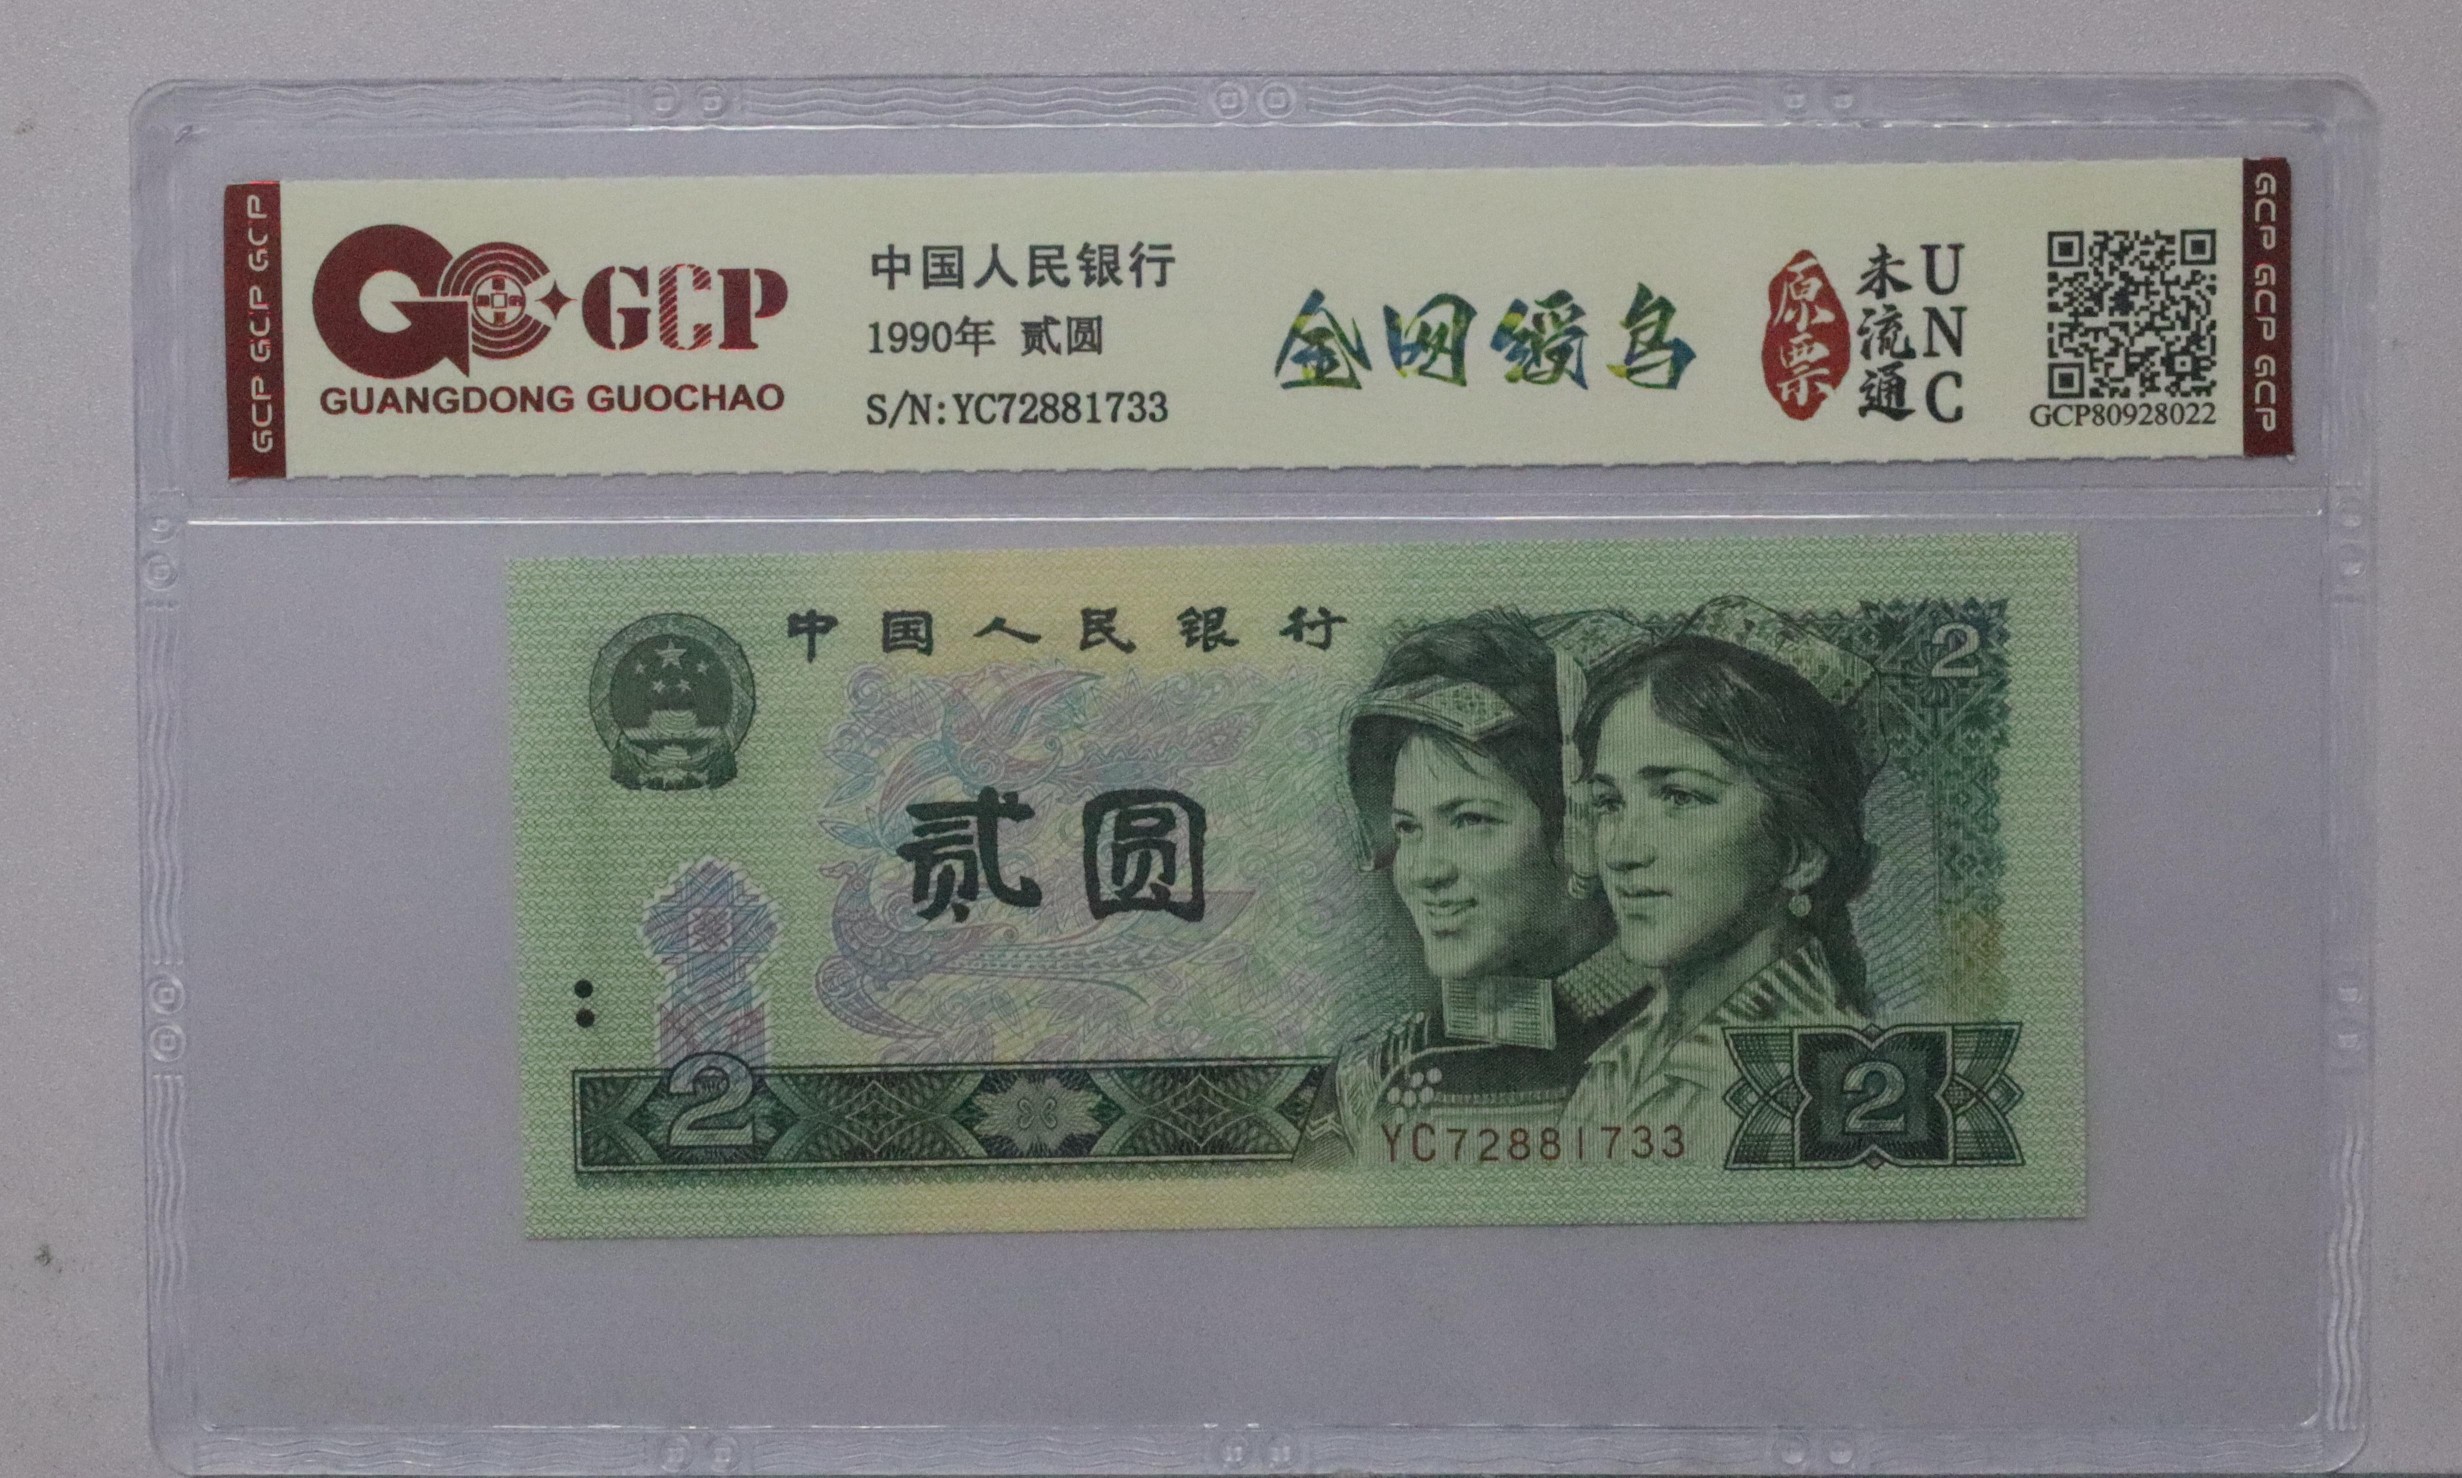 GCP GCP GCP
GCP
GUANGDONG GUOCHAO
中国人民银行
1990年 贰圆
S/N:YC72881733
金网绶鸟
原票
未流通
UNC
GCP80928022
GCP GCP GCP
中国人民银行
2
贰圆
2
YC72881733
2